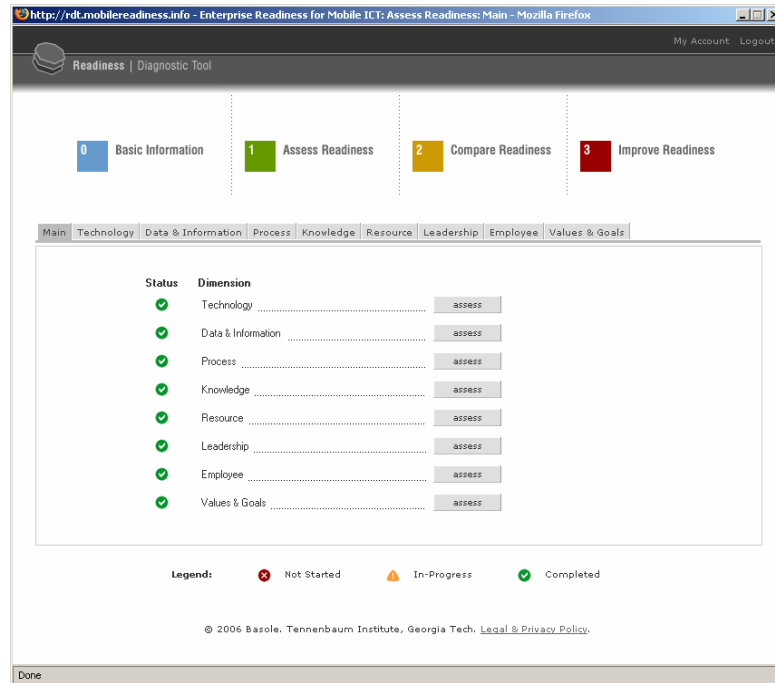 http://rdt.mobilereadiness.info - Enterprise Readiness for Mobile ICT: Assess Readiness: Main - Mozilla Firefox
My Account Logout
Readiness | Diagnostic Tool
0 Basic Information 1 Assess Readiness 2 Compare Readiness 3 Improve Readiness
Main Technology Data & Information Process Knowledge Resource Leadership Employee Values & Goals
Status Dimension
Technology assess
Data & Information assess
Process assess
Knowledge assess
Resource assess
Leadership assess
Employee assess
Values & Goals assess
Legend: Not Started In-Progress Completed
© 2006 Basole. Tennenbaum Institute, Georgia Tech. Legal & Privacy Policy.
Done